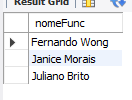 Result Grid
nomeFunc
Fernando Wong
Janice Morais
Juliano Brito